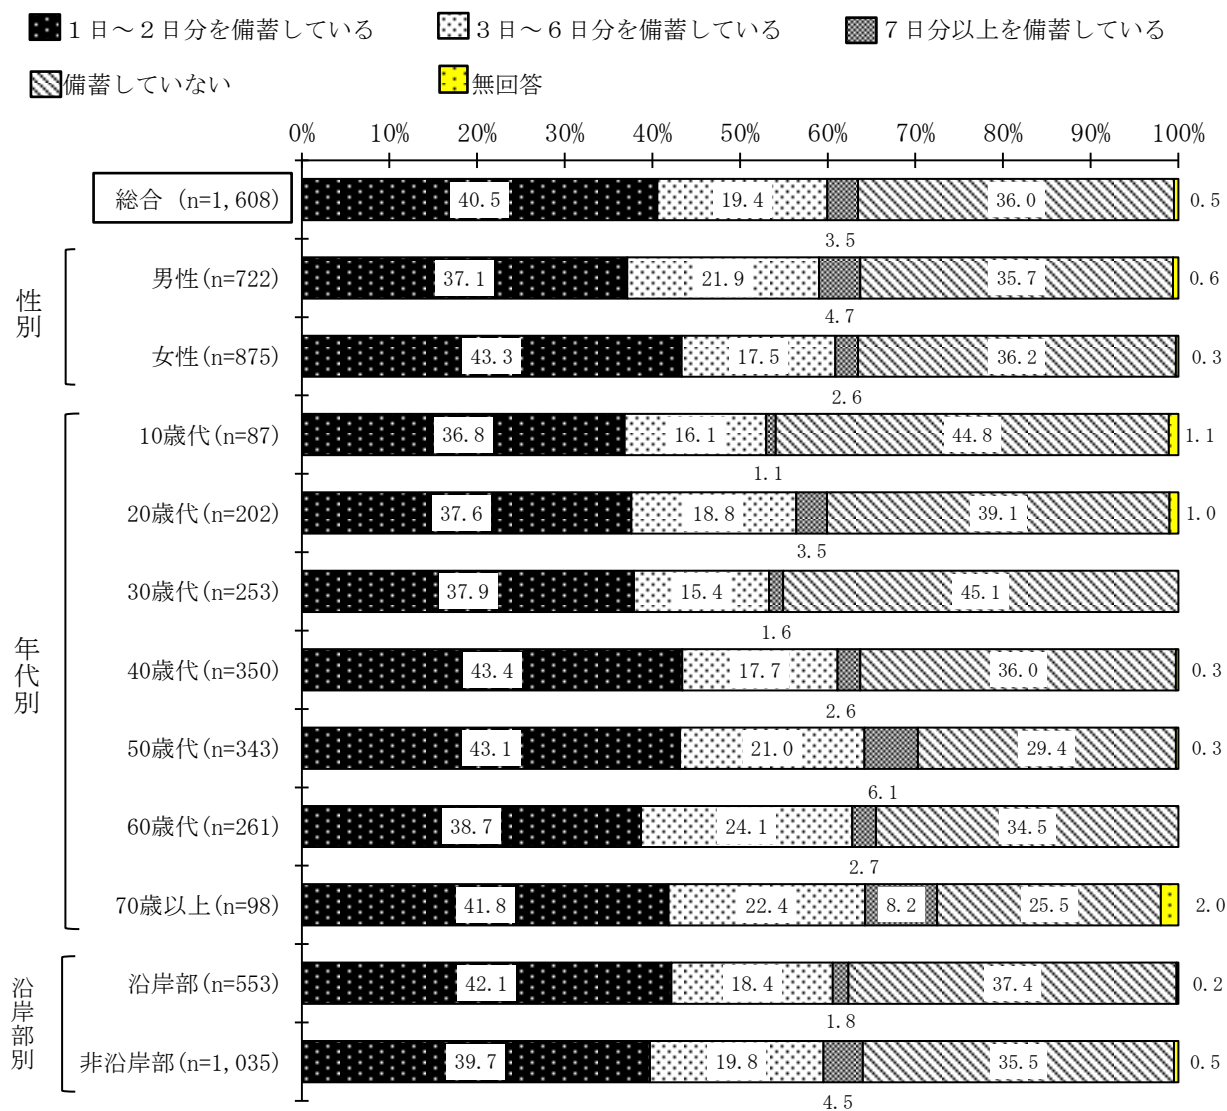 １日～２日分を備蓄している ３日～６日分を備蓄している ７日分以上を備蓄している
備蓄していない 無回答
0% 10% 20% 30% 40% 50% 60% 70% 80% 90% 100%
総合 (n=1,608) 40.5 19.4 36.0 0.5
3.5
性別
男性(n=722) 37.1 21.9 35.7 0.6
4.7
女性(n=875) 43.3 17.5 36.2 0.3
2.6
年代別
10歳代(n=87) 36.8 16.1 44.8 1.1
1.1
20歳代(n=202) 37.6 18.8 39.1 1.0
3.5
30歳代(n=253) 37.9 15.4 45.1
1.6
40歳代(n=350) 43.4 17.7 36.0 0.3
2.6
50歳代(n=343) 43.1 21.0 29.4 0.3
6.1
60歳代(n=261) 38.7 24.1 34.5
2.7
70歳以上(n=98) 41.8 22.4 8.2 25.5 2.0
沿岸部別
沿岸部(n=553) 42.1 18.4 37.4 0.2
1.8
非沿岸部(n=1,035) 39.7 19.8 35.5 0.5
4.5